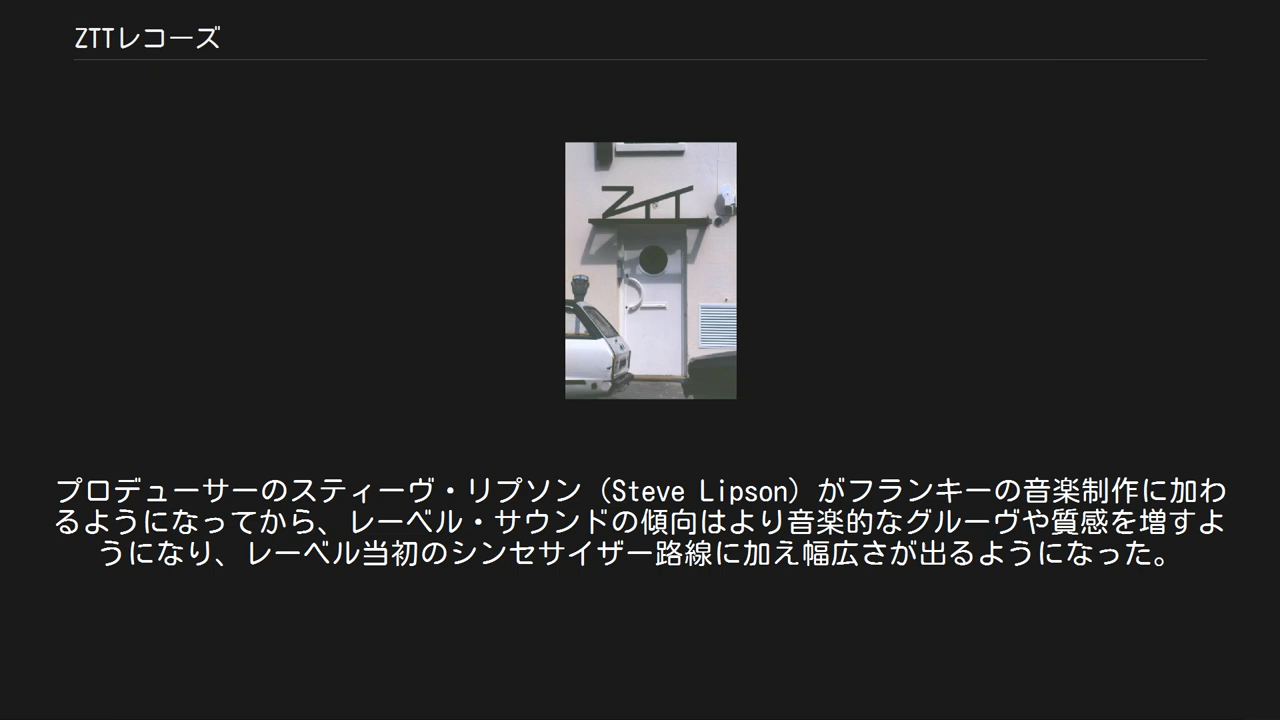 ZTTレコーズ
ZTT
プロデューサーのスティーヴ・リプソン（Steve Lipson）がフランキーの音楽制作に加わ
るようになってから、レーベル・サウンドの傾向はより音楽的なグルーヴや質感を増すよ
うになり、レーベル当初のシンセサイザー路線に加え幅広さが出るようになった。